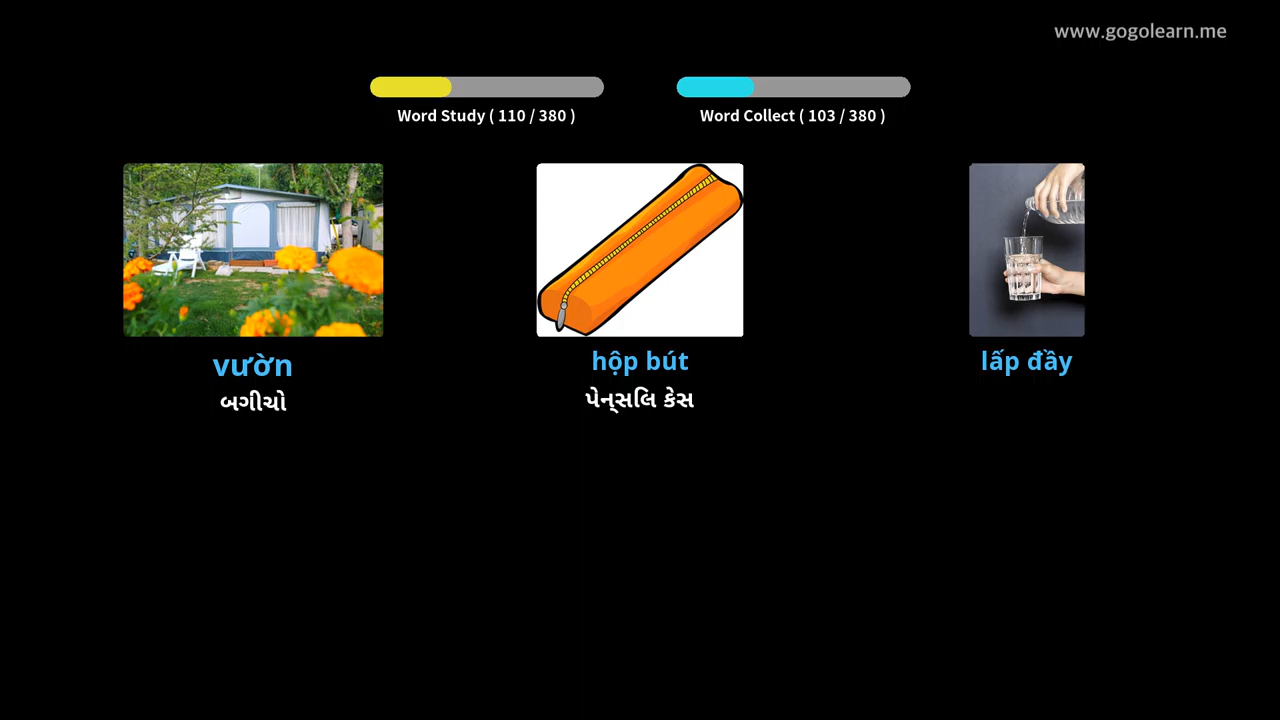 www.gogolearn.me
Word Study ( 110 / 380 )
Word Collect ( 103 / 380 )
vườn
બગીચો
hộp bút
પેન્સિલ કેસ
lấp đầy